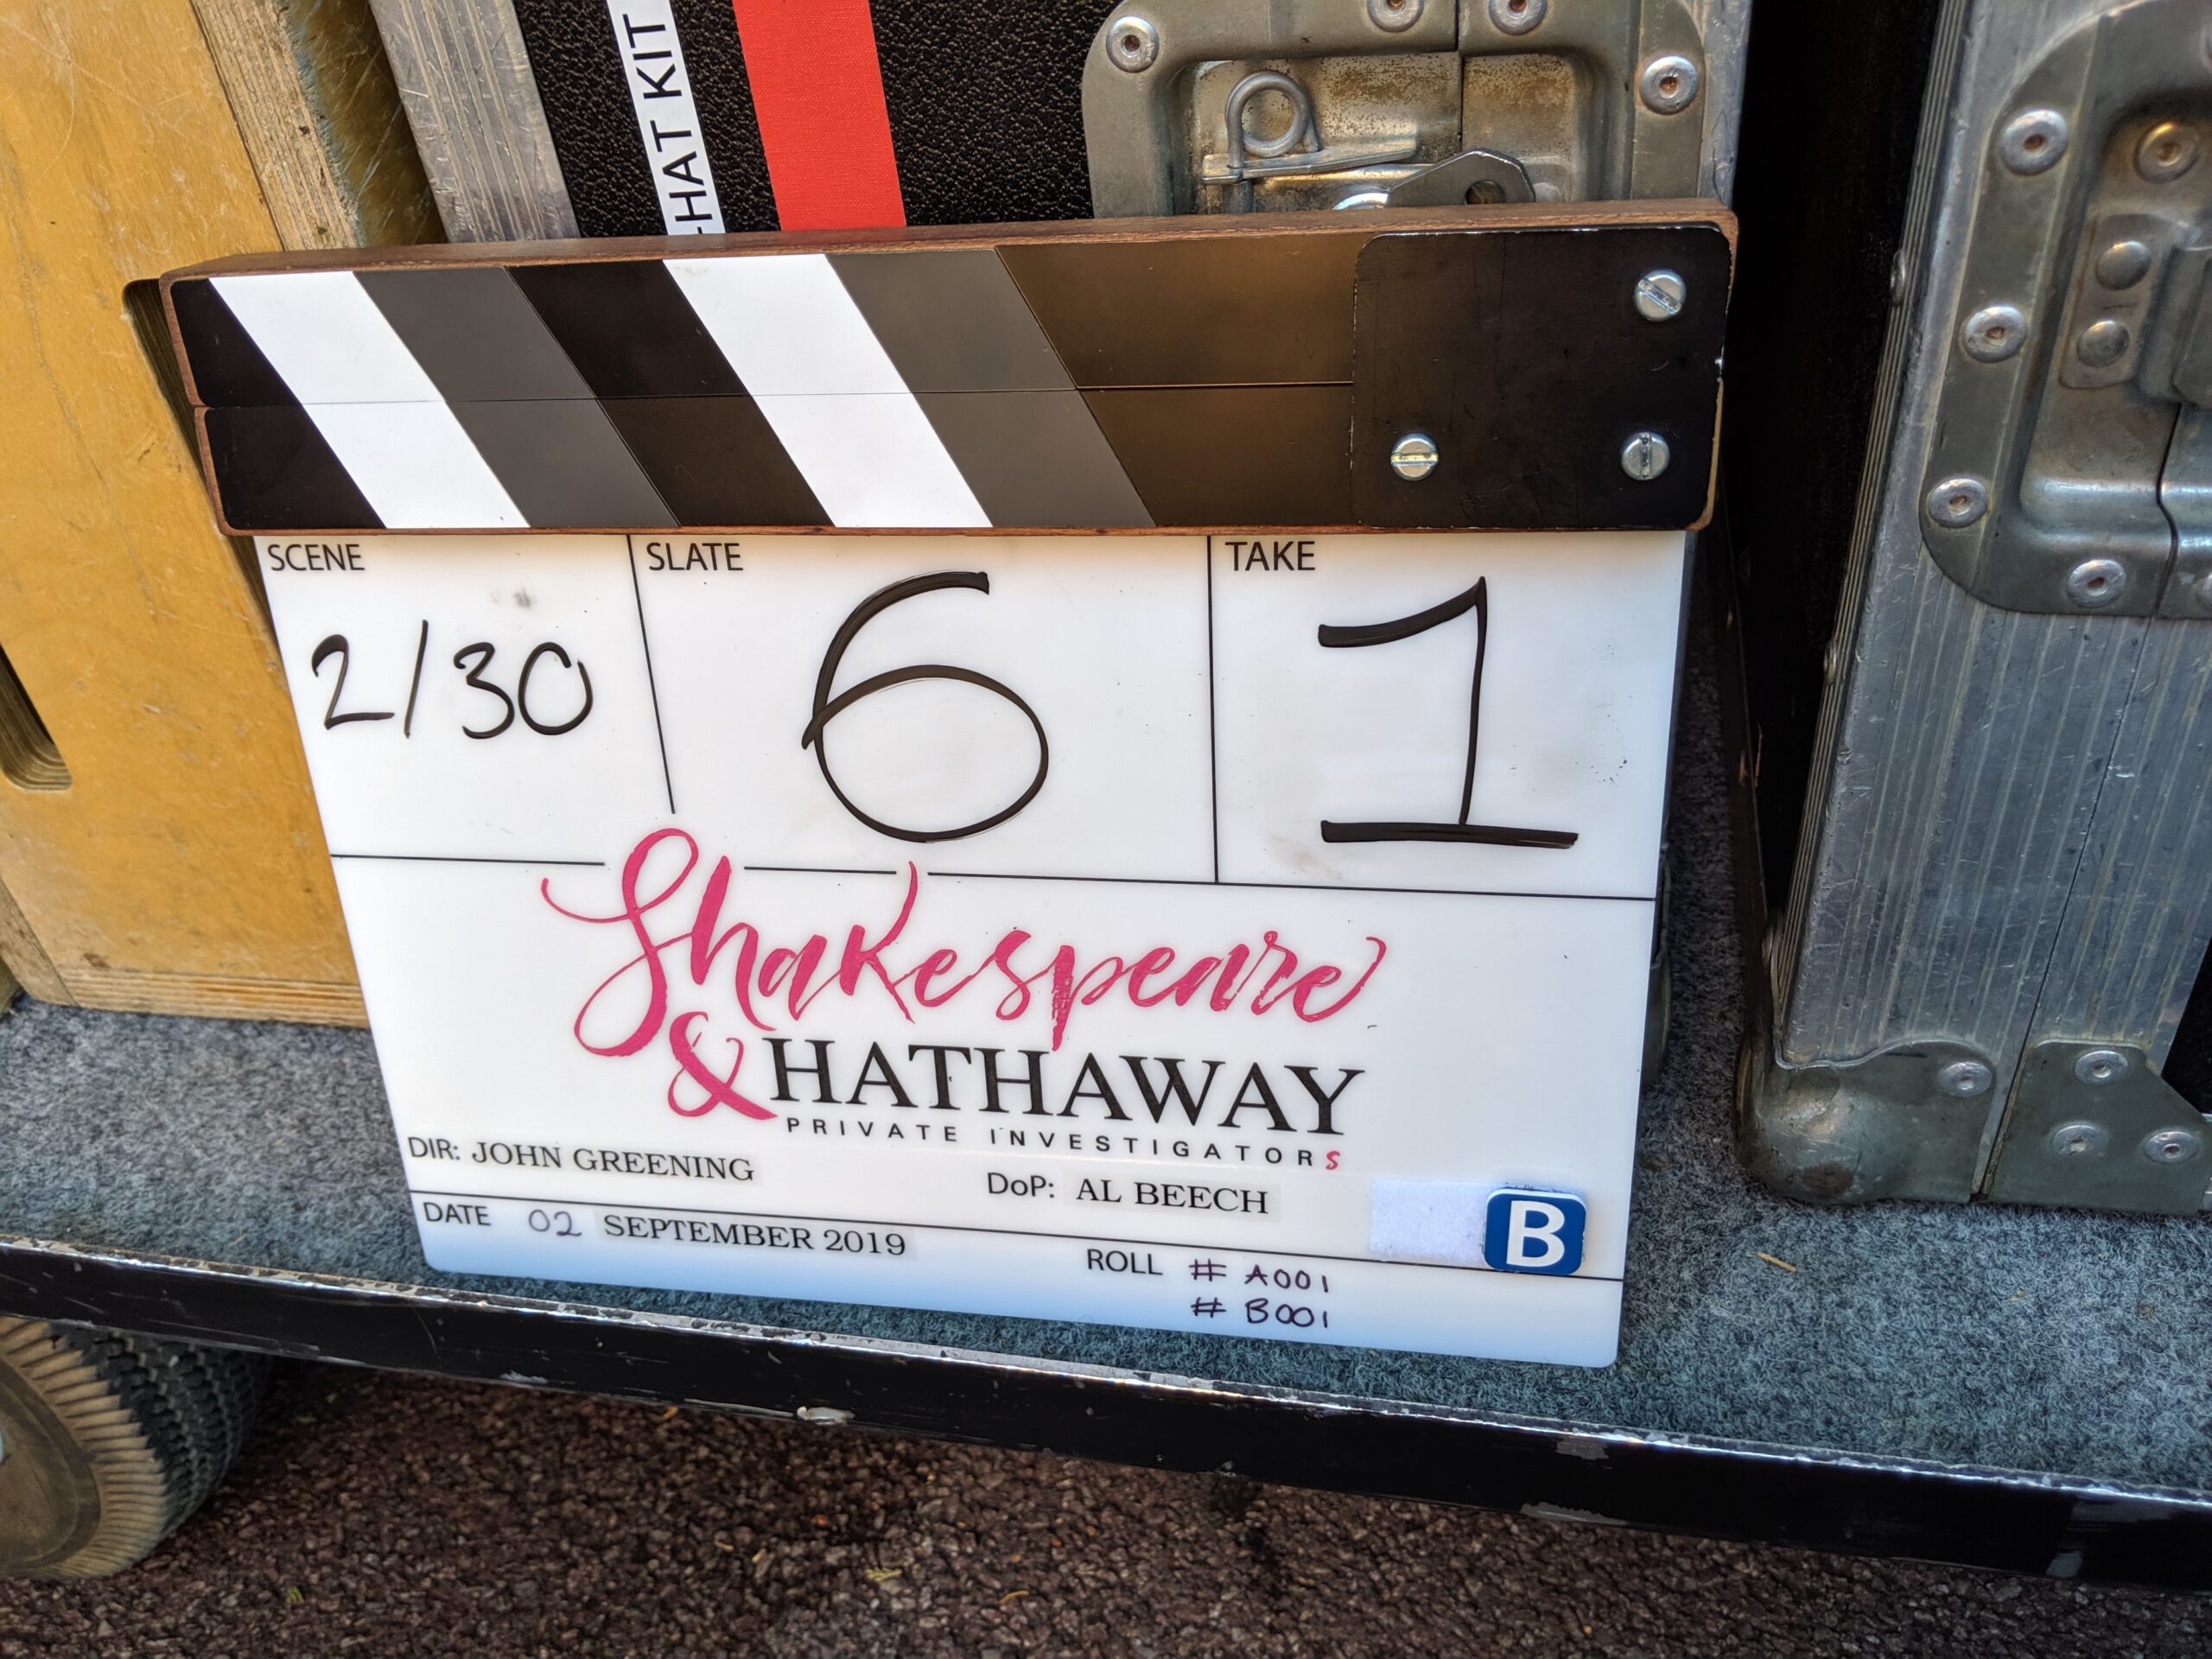 -HAT KIT
SCENE
SLATE
TAKE
2/30
6
1
Shakespeare
& HATHAWAY
PRIVATE INVESTIGATORS
DIR: JOHN GREENING
DoP: AL BEECH
B
DATE 02 SEPTEMBER 2019
ROLL # A001
# B001